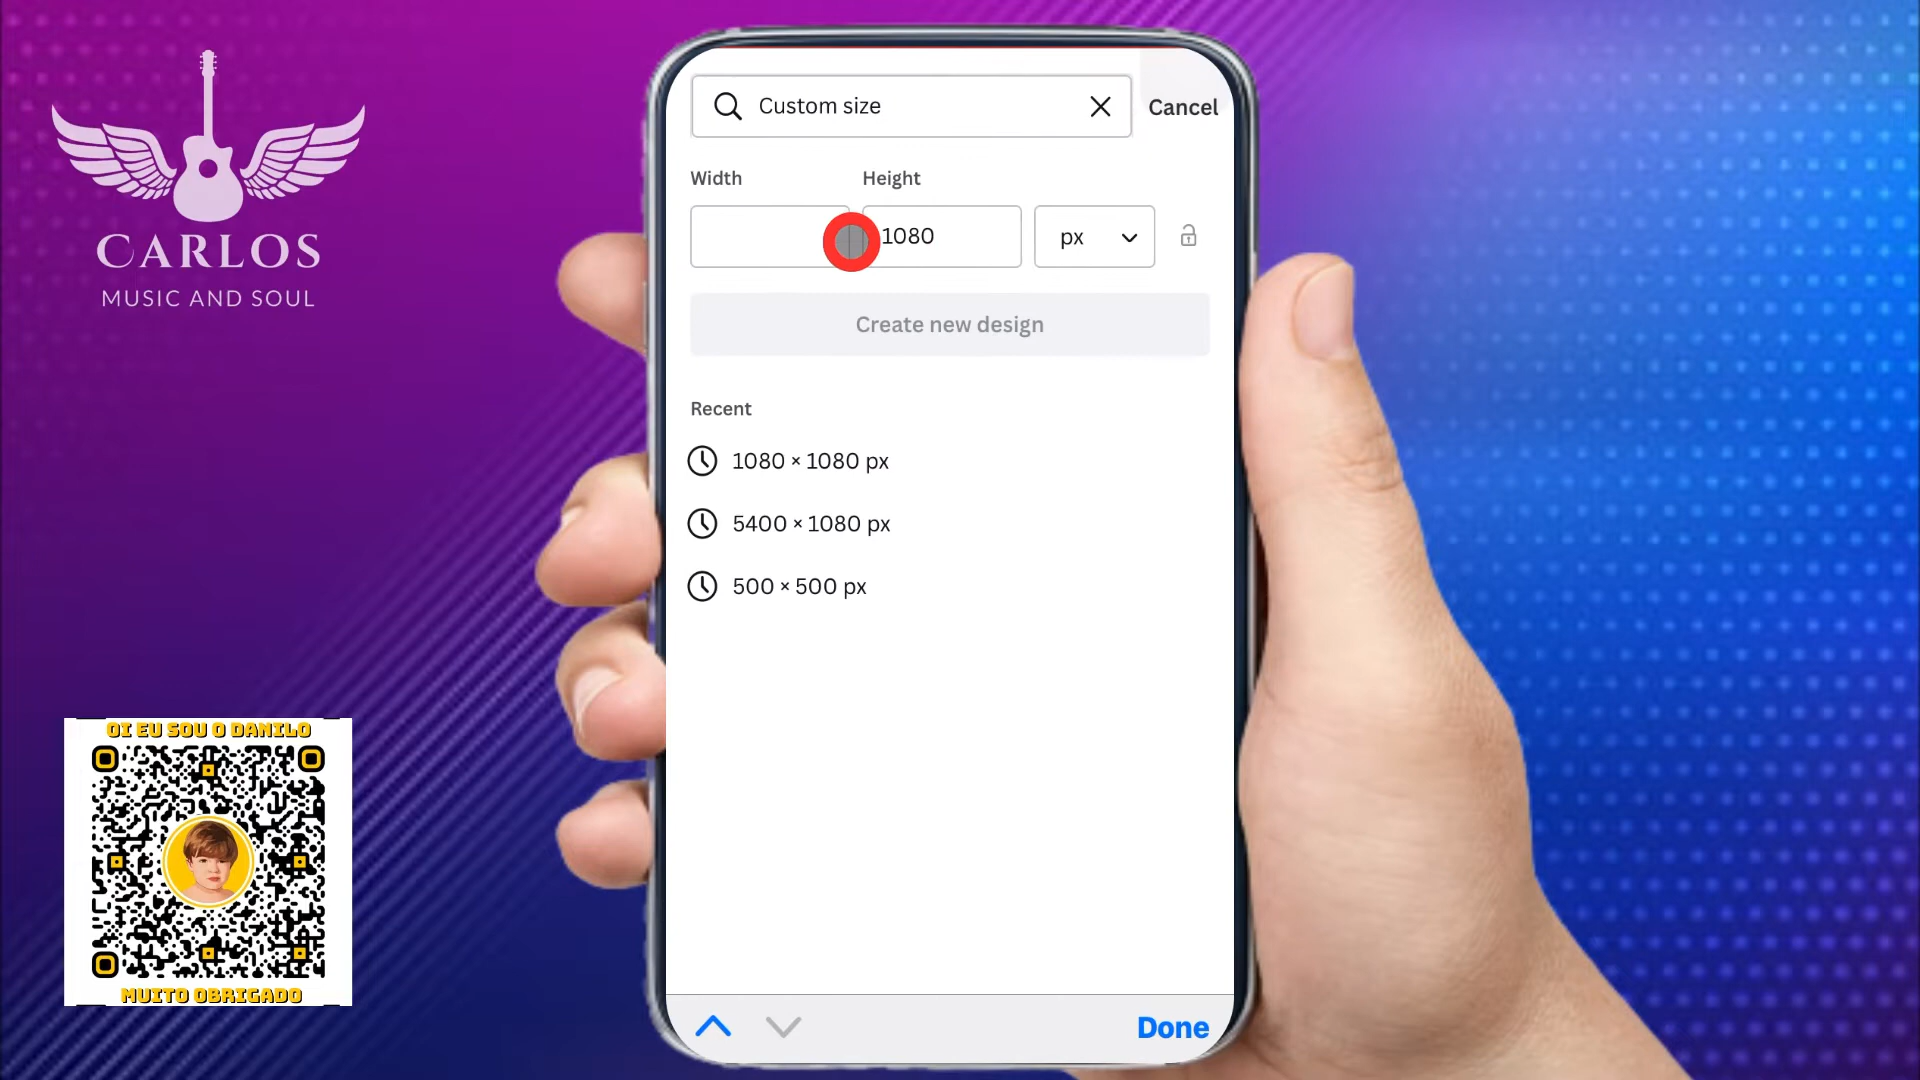 CARLOS
MUSIC AND SOUL
Custom size
Cancel
Width
Height
1080
px
Create new design
Recent
1080 × 1080 px
5400 × 1080 px
500 × 500 px
Done
OI EU SOU O DANILO
MUITO OBRIGADO